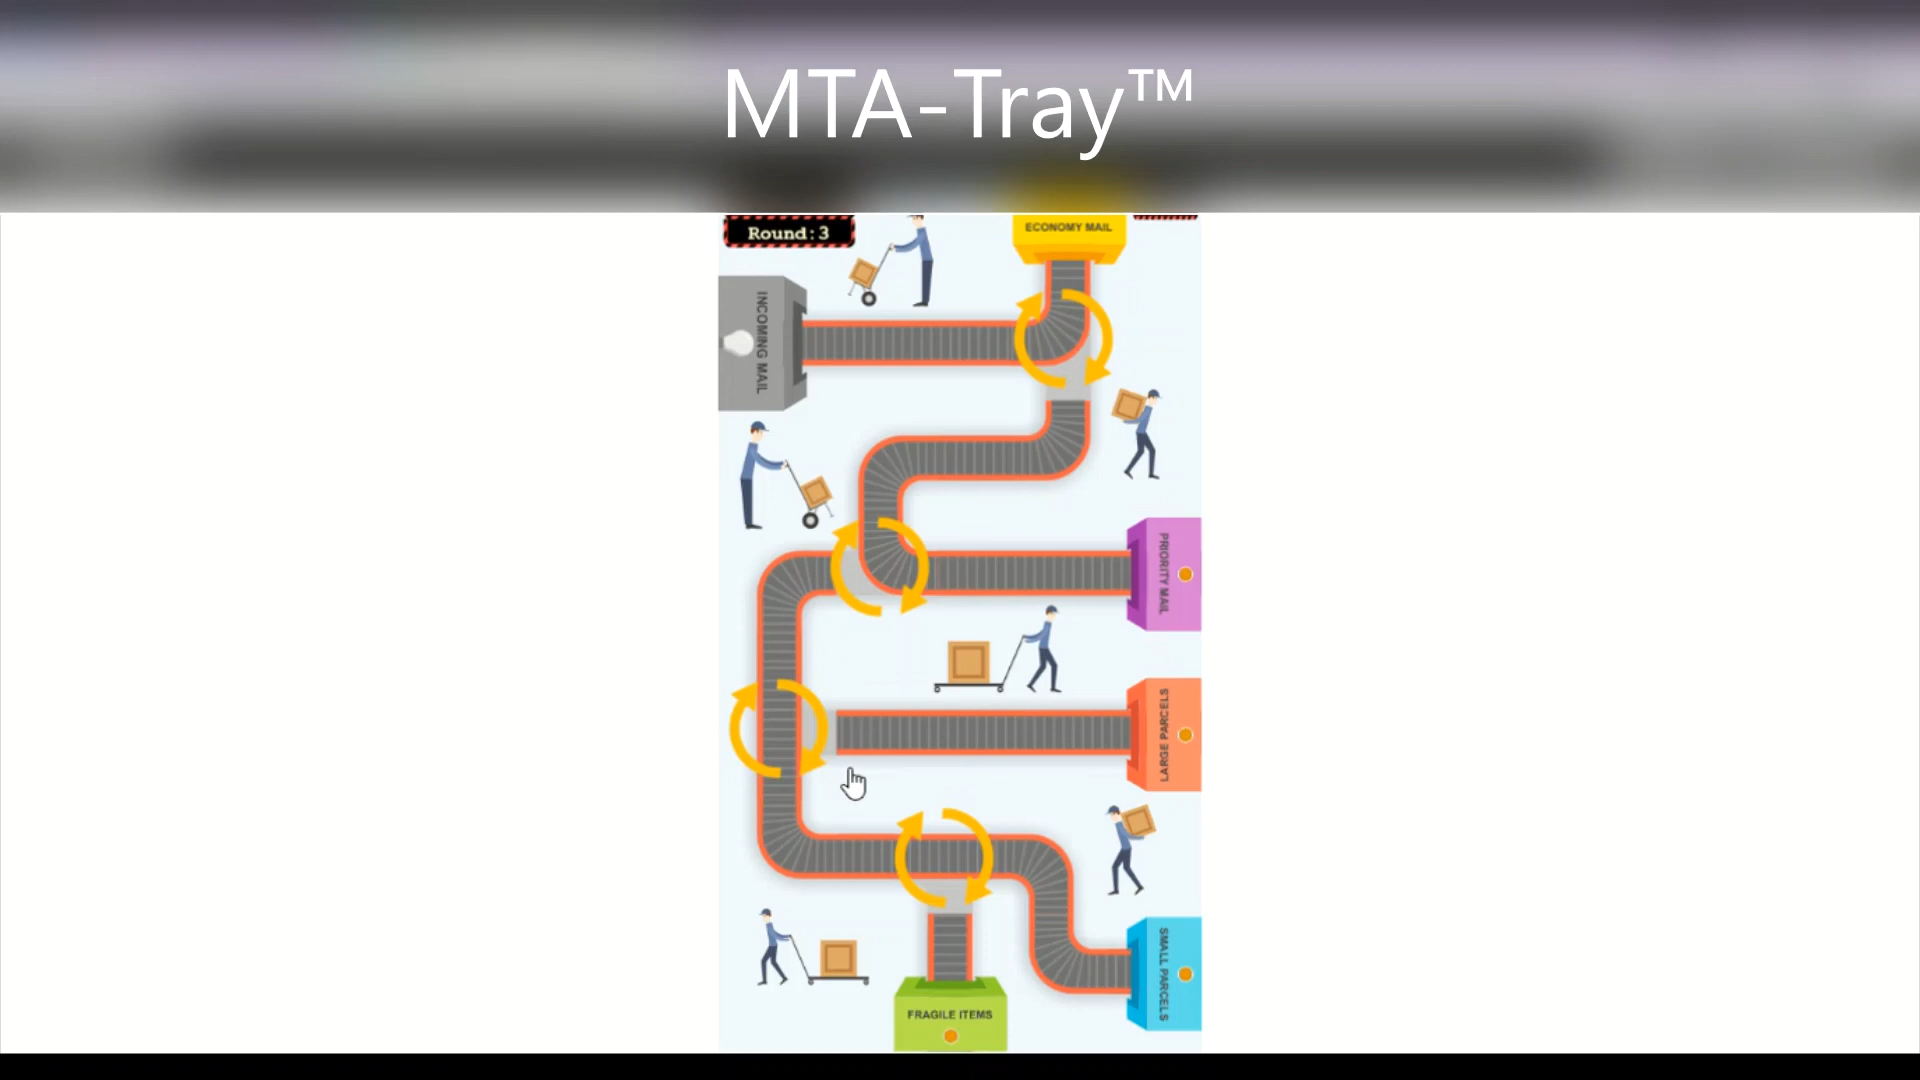 MTA-Tray™
Round: 3
ECONOMY MAIL
INCOMING MAIL
PRIORITY MAIL
LARGE PARCELS
SMALL PARCELS
FRAGILE ITEMS